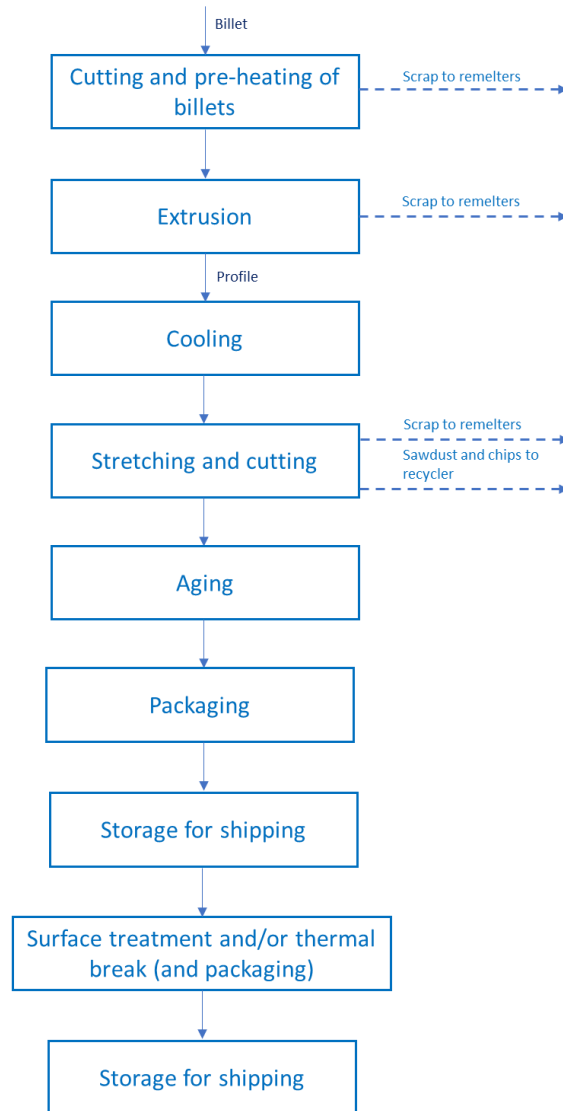 Billet
Cutting and pre-heating of
billets
Scrap to remelters
Extrusion
Scrap to remelters
Profile
Cooling
Stretching and cutting
Scrap to remelters
Sawdust and chips to
recycler
Aging
Packaging
Storage for shipping
Surface treatment and/or thermal
break (and packaging)
Storage for shipping